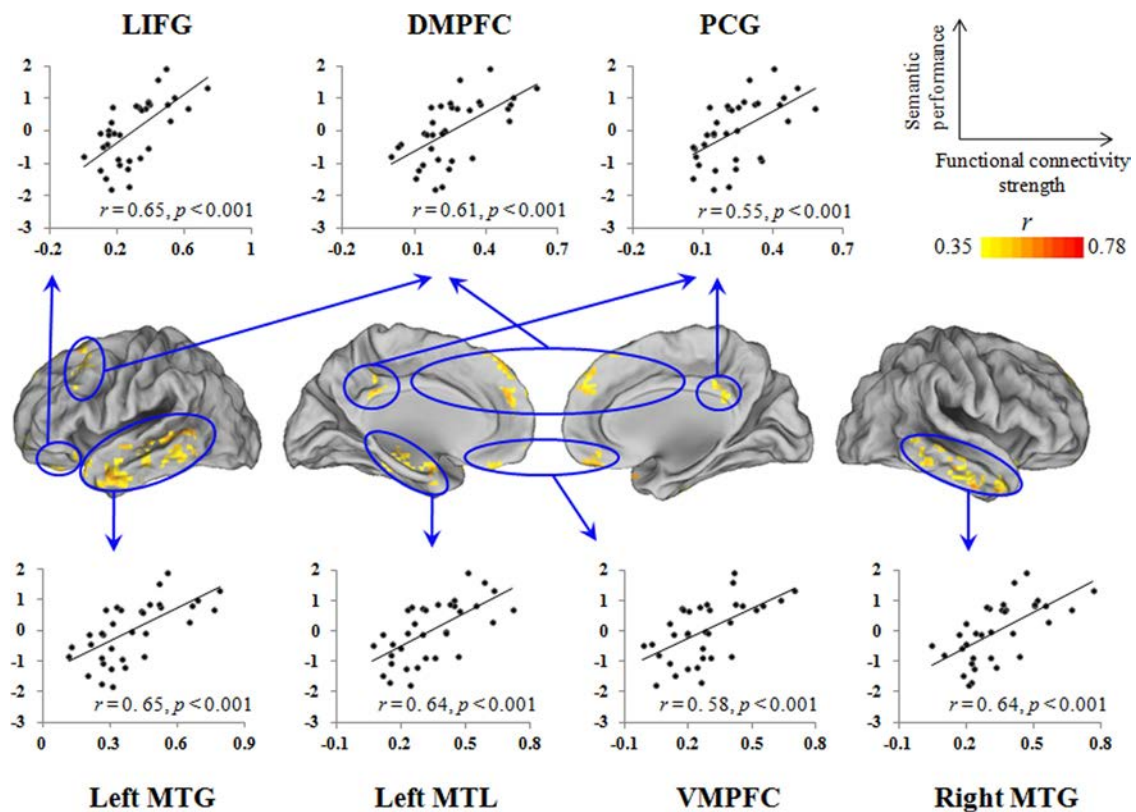 LIFG
DMPFC
PCG
2
1
0
-1
-2
-3
r = 0.65, p < 0.001
-0.2 0.2 0.6 1
2
1
0
-1
-2
-3
r = 0.61, p < 0.001
-0.2 0.1 0.4 0.7
2
1
0
-1
-2
-3
r = 0.55, p < 0.001
-0.2 0.1 0.4 0.7
Semantic
performance
Functional connectivity
strength
r
0.35 0.78
2
1
0
-1
-2
-3
r = 0.65, p < 0.001
0 0.3 0.6 0.9
2
1
0
-1
-2
-3
r = 0.64, p < 0.001
-0.1 0.2 0.5 0.8
2
1
0
-1
-2
-3
r = 0.58, p < 0.001
-0.1 0.2 0.5 0.8
2
1
0
-1
-2
-3
r = 0.64, p < 0.001
-0.1 0.2 0.5 0.8
Left MTG
Left MTL
VMPFC
Right MTG